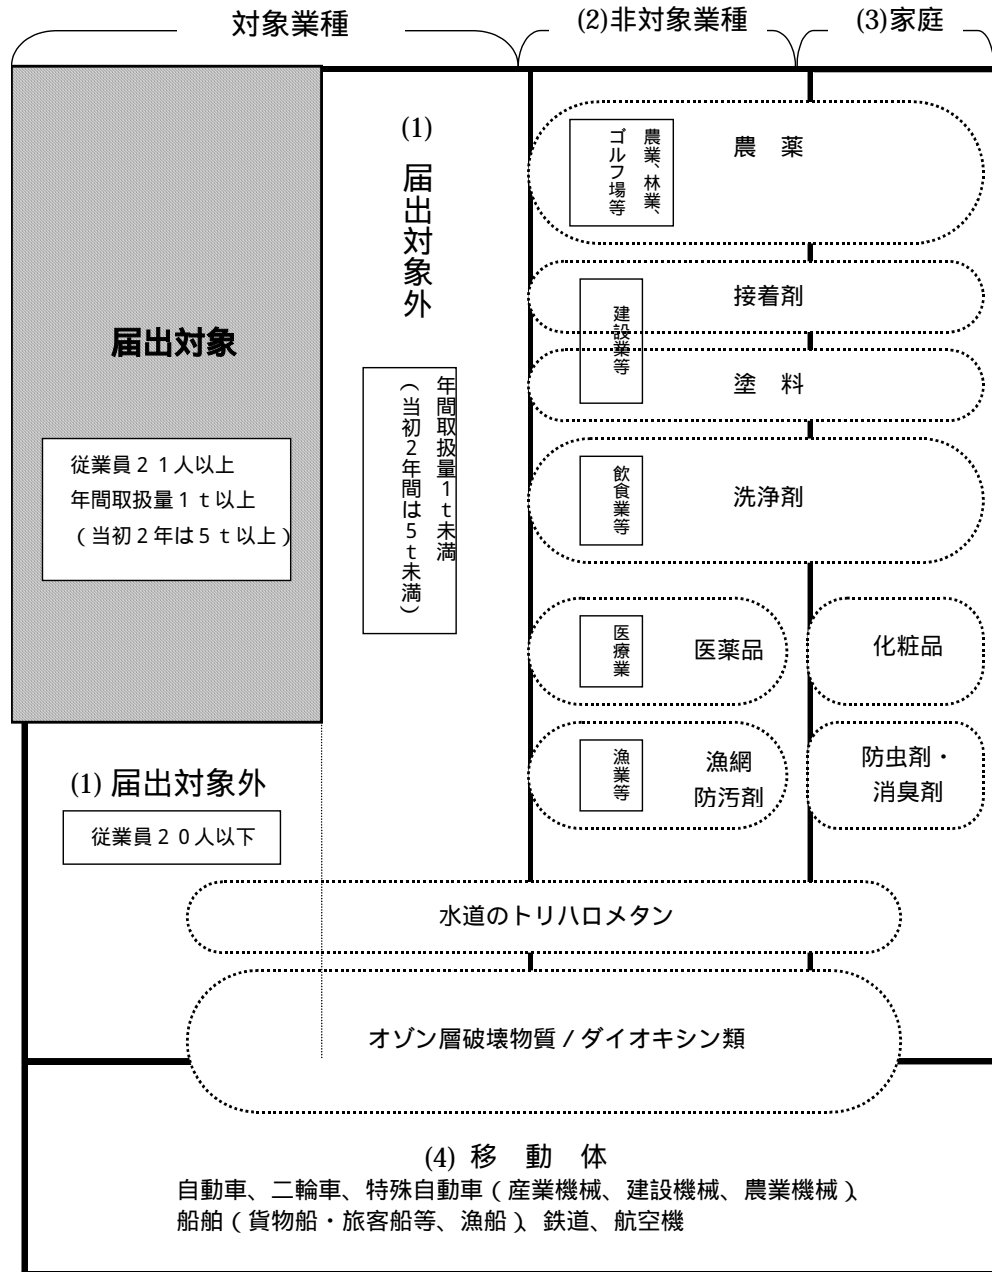 対象業種
(2)非対象業種
(3)家庭
届出対象
従業員２１人以上
年間取扱量１ｔ以上
（当初２年は５ｔ以上）
(1)
届出対象外
年間取扱量1ｔ未満
（当初２年間は５ｔ未満）
農業、林業、
ゴルフ場等
農　薬
接着剤
建設業等
塗　料
飲食業等
洗浄剤
医療業
医薬品
化粧品
漁業等
漁網
防汚剤
防虫剤・
消臭剤
(1) 届出対象外
従業員２０人以下
水道のトリハロメタン
オゾン層破壊物質 / ダイオキシン類
(4) 移　動　体
自動車、二輪車、特殊自動車（産業機械、建設機械、農業機械）、
船舶（貨物船・旅客船等、漁船）、鉄道、航空機